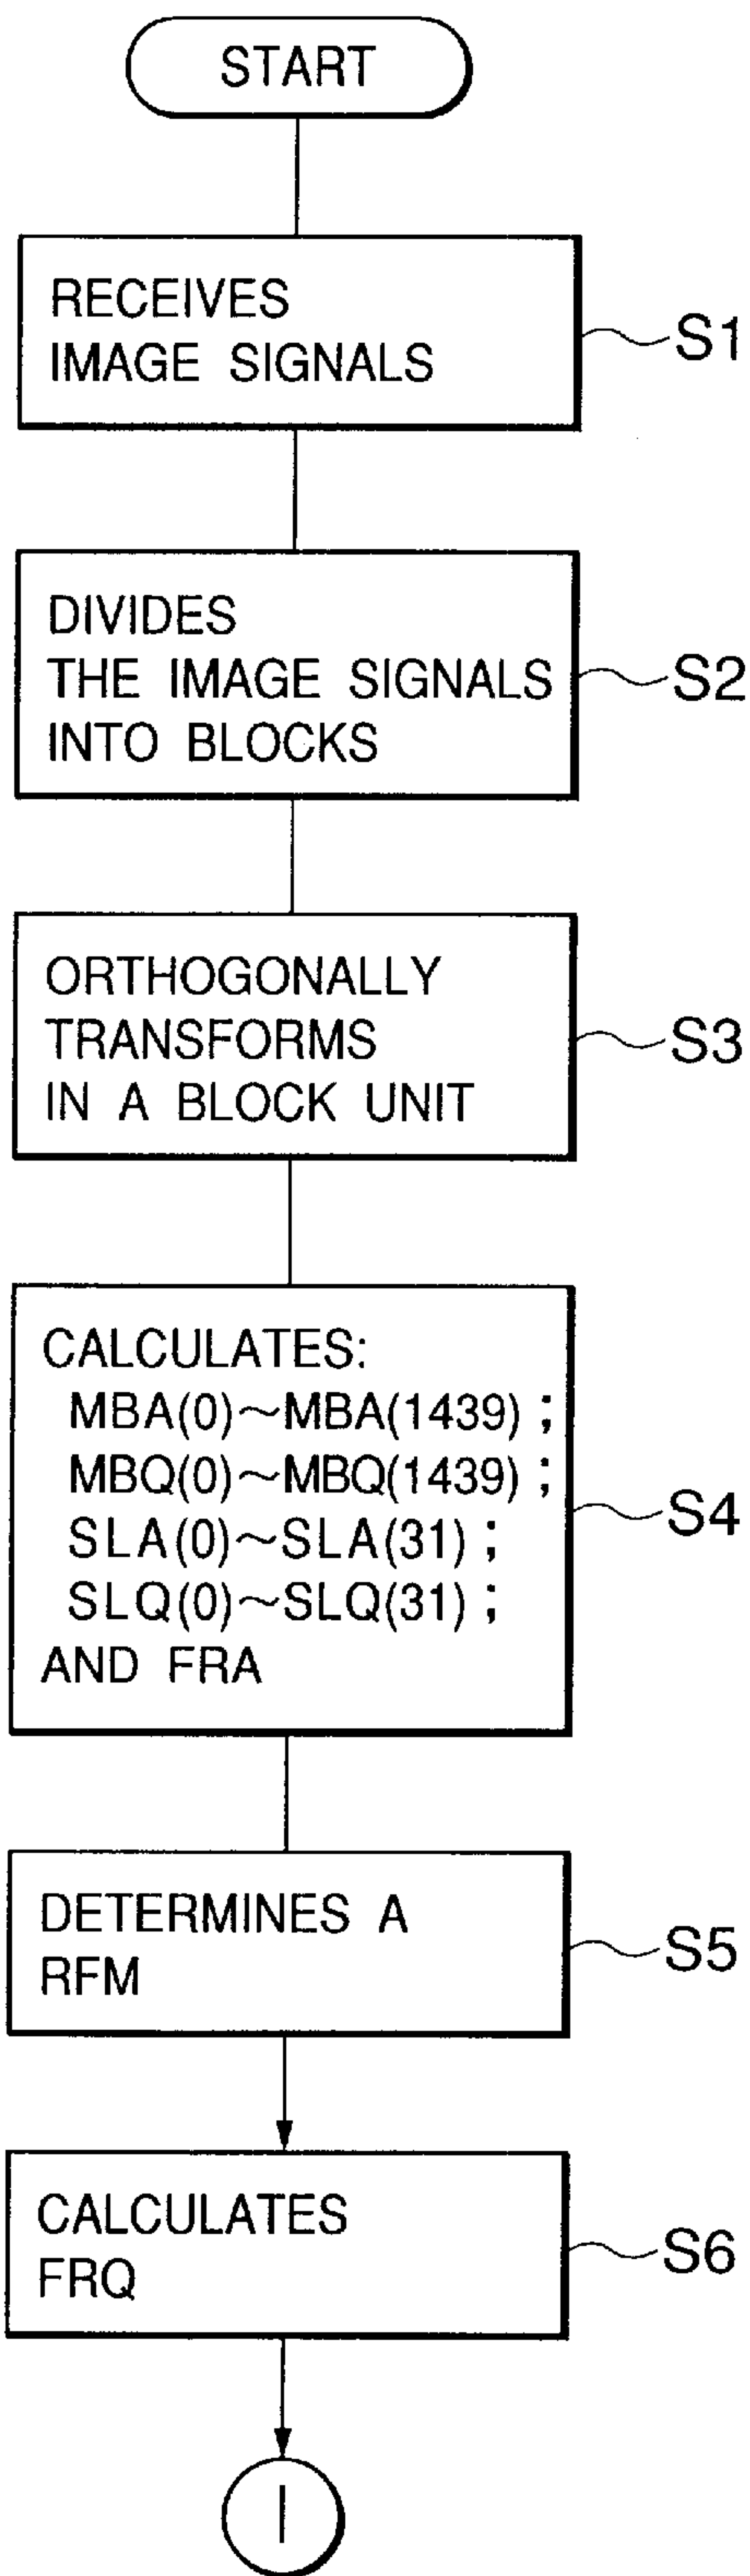 START
RECEIVES
IMAGE SIGNALS
S1
DIVIDES
THE IMAGE SIGNALS
INTO BLOCKS
S2
ORTHOGONALLY
TRANSFORMS
IN A BLOCK UNIT
S3
CALCULATES:
MBA(0)~MBA(1439) ;
MBQ(0)~MBQ(1439) ;
SLA(0)~SLA(31) ;
SLQ(0)~SLQ(31) ;
AND FRA
S4
DETERMINES A
RFM
S5
CALCULATES
FRQ
S6
I